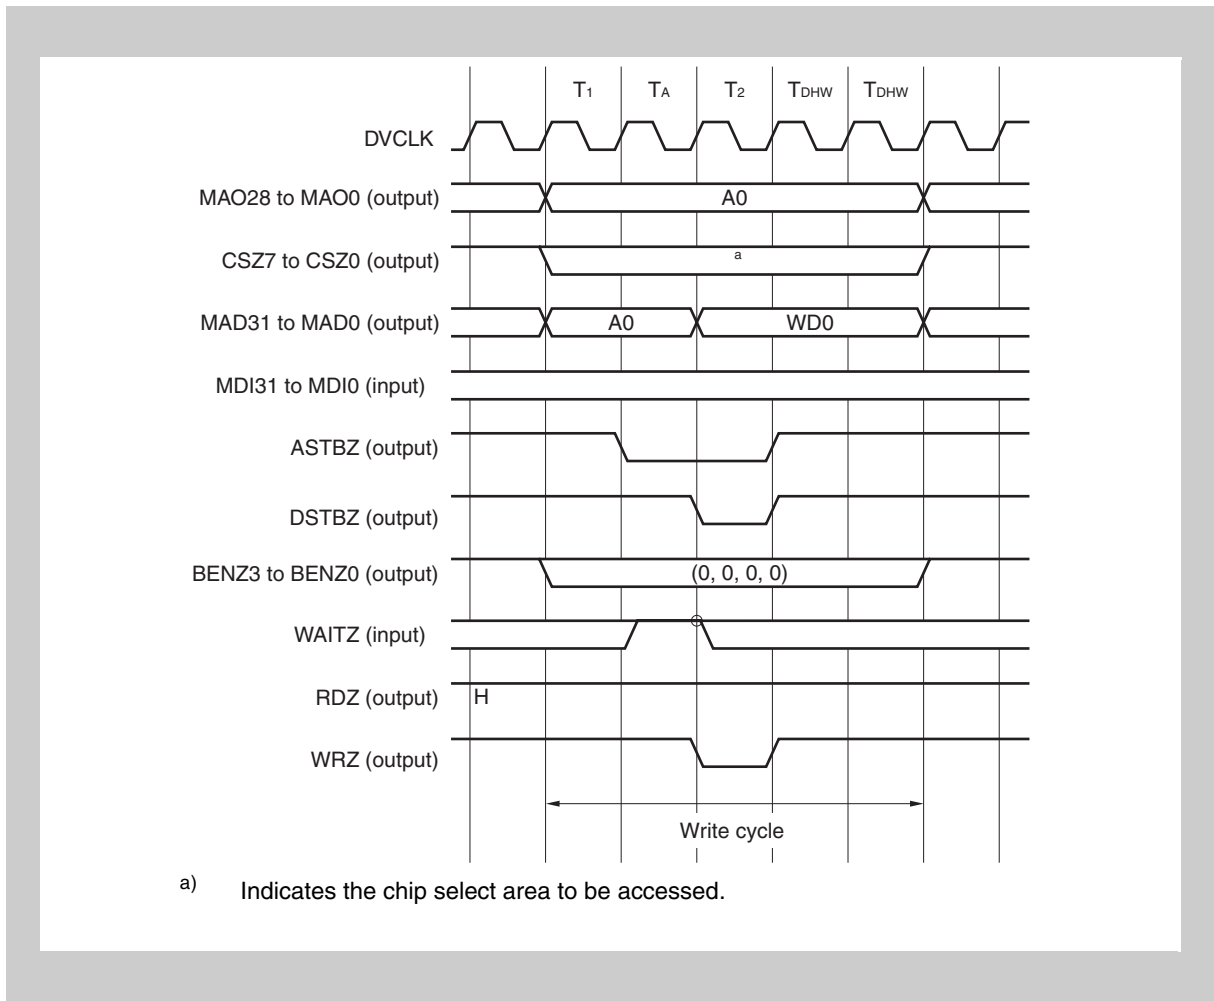 T1 TA T2 TDHW TDHW
DVCLK
MAO28 to MAO0 (output) A0
CSZ7 to CSZ0 (output) a
MAD31 to MAD0 (output) A0 WD0
MDI31 to MDI0 (input)
ASTBZ (output)
DSTBZ (output)
BENZ3 to BENZ0 (output) (0, 0, 0, 0)
WAITZ (input)
RDZ (output) H
WRZ (output)
Write cycle
a) Indicates the chip select area to be accessed.